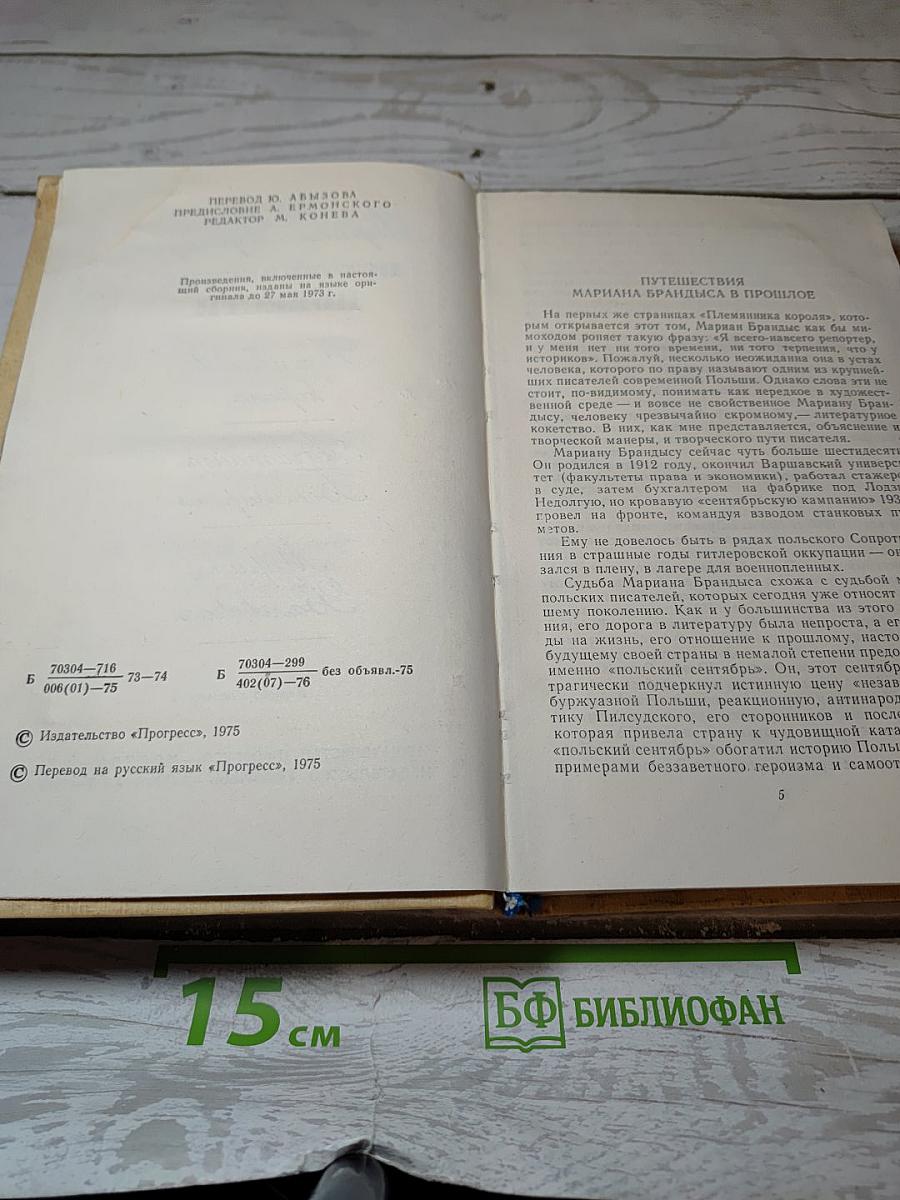 ПЕРЕВОД Ю. АБЫЗОВА
ПРЕДИСЛОВИЕ А. ЕРМОНСКОГО
РЕДАКТОР М. КОНЕВА
Произведения, включенные в настоя-
щий сборник, изданы на языке ори-
гинала до 27 мая 1973 г.
Б 70304—716 73—74
006(01)—75
Б 70304—299 без объявл.-75
402(07)—76
© Издательство «Прогресс», 1975
© Перевод на русский язык «Прогресс», 1975
ПУТЕШЕСТВИЯ
МАРИАНА БРАНДЫСА В ПРОШЛОЕ
На первых же страницах «Племянника короля», кото-
рым открывается этот том, Мариан Брандыс как бы ми-
моходом роняет такую фразу: «Я всего-навсего репортер,
и у меня нет ни того времени, ни того терпения, что у
историков». Пожалуй, несколько неожиданна она в устах
человека, которого по праву называют одним из крупней-
ших писателей современной Польши. Однако слова эти не
стоит, по-видимому, понимать как нередкое в художест-
венной среде — и вовсе не свойственное Мариану Бран-
дысу, человеку чрезвычайно скромному,— литературное
кокетство. В них, как мне представляется, объяснение и
творческой манеры, и творческого пути писателя.
Мариану Брандысу сейчас чуть больше шестидесяти
Он родился в 1912 году, окончил Варшавский универс
тет (факультеты права и экономики), работал стажеро
в суде, затем бухгалтером на фабрике под Лодз
Недолгую, но кровавую «сентябрьскую кампанию» 193
провел на фронте, командуя взводом станковых п
метов.
Ему не довелось быть в рядах польского Сопроти
ния в страшные годы гитлеровской оккупации — он
зался в плену, в лагере для военнопленных.
Судьба Мариана Брандыса схожа с судьбой м
польских писателей, которых сегодня уже относят
шему поколению. Как и у большинства из этого
ния, его дорога в литературу была непроста, а ег
ды на жизнь, его отношение к прошлому, насто
будущему своей страны в немалой степени предо
именно «польский сентябрь». Он, этот сентябр
трагически подчеркнул истинную цену «незав
буржуазной Польши, реакционную, антинарод
тику Пилсудского, его сторонников и после
которая привела страну к чудовищной ката
«польский сентябрь» обогатил историю Поль
примерами беззаветного героизма и самоот
5
15 см
БФ БИБЛИОФАН